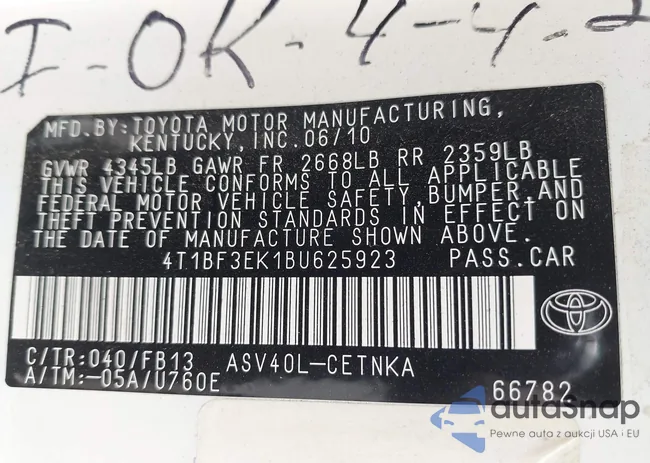 I-OK-4-4-2
MFD.BY:TOYOTA MOTOR MANUFACTURING,
KENTUCKY, INC.06/10
GVWR 4345LB GAWR FR 2668LB RR 2359LB
THIS VEHICLE CONFORMS TO ALL APPLICABLE
FEDERAL MOTOR VEHICLE SAFETY,BUMPER,AND
THEFT PREVENTION STANDARDS IN EFFECT ON
THE DATE OF MANUFACTURE SHOWN ABOVE.
4T1BF3EK1BU625923 PASS.CAR
C/TR:040/FB13 ASV40L-CETNKA
A/TM:-05A/U760E
66782
autoSnap
Pewne auta z aukcji USA i EU